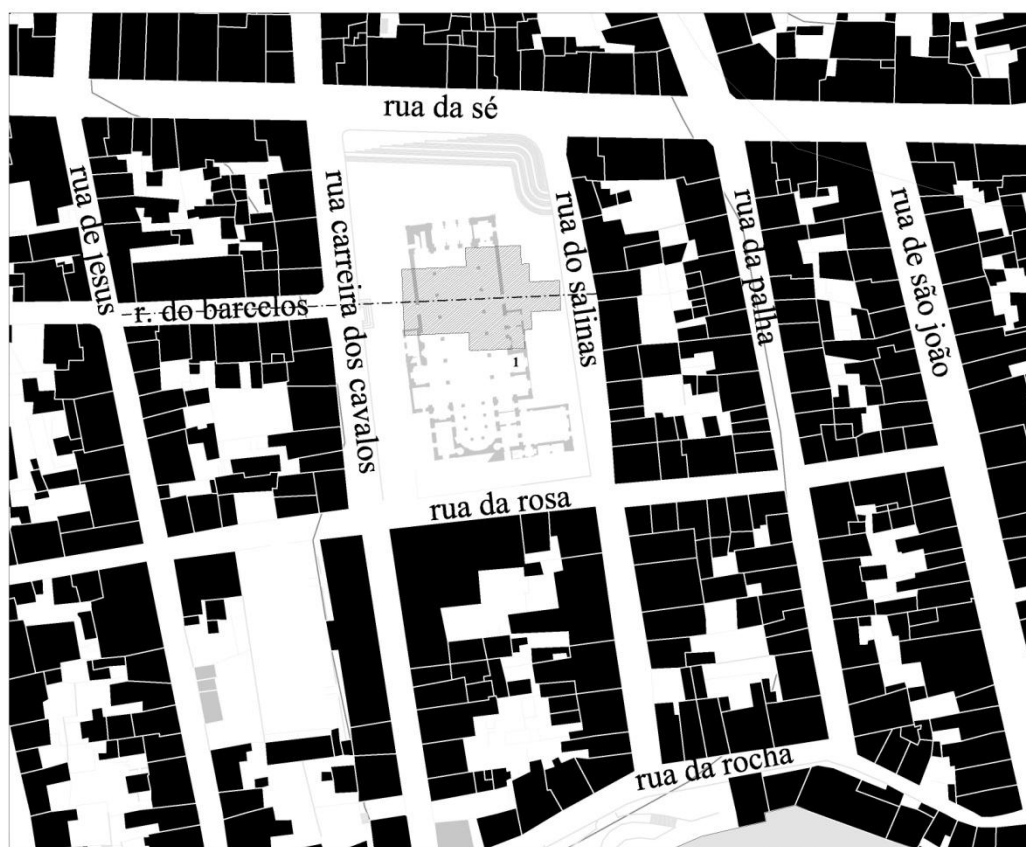 rua da sé
rua de jesus
rua carreira dos cavalos
rua do salinas
rua da palha
rua de são joão
r. do barcelos
1
rua da rosa
rua da rocha